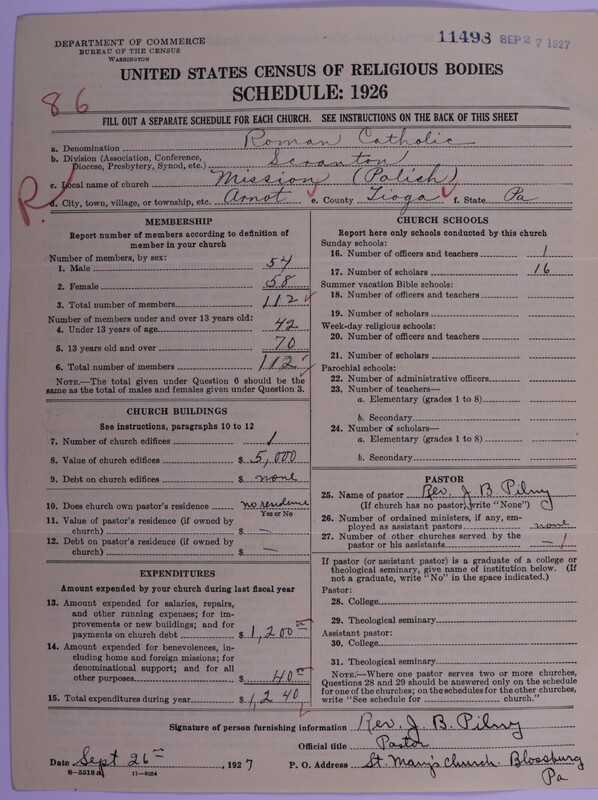 DEPARTMENT OF COMMERCE
BUREAU OF THE CENSUS
WASHINGTON
11493 SEP 27 1927
UNITED STATES CENSUS OF RELIGIOUS BODIES
SCHEDULE: 1926
86
FILL OUT A SEPARATE SCHEDULE FOR EACH CHURCH. SEE INSTRUCTIONS ON THE BACK OF THIS SHEET
a. Denomination Roman Catholic
b. Division (Association, Conference, Diocese, Presbytery, Synod, etc.) Scranton
c. Local name of church Mission (Polish)
R.
d. City, town, village, or township, etc. Arnot e. County Tioga f. State Pa
MEMBERSHIP
Report number of members according to definition of
member in your church
Number of members, by sex:
1. Male 54
2. Female 58
3. Total number of members 112
Number of members under and over 13 years old:
4. Under 13 years of age 42
5. 13 years old and over 70
6. Total number of members 112
NOTE.—The total given under Question 6 should be the
same as the total of males and females given under Question 3.
CHURCH BUILDINGS
See instructions, paragraphs 10 to 12
7. Number of church edifices 1
8. Value of church edifices $ 5,000
9. Debt on church edifices $ none
10. Does church own pastor's residence no residence
Yes or No
11. Value of pastor's residence (if owned by
church) $ —
12. Debt on pastor's residence (if owned by
church) $ —
EXPENDITURES
Amount expended by your church during last fiscal year
13. Amount expended for salaries, repairs,
and other running expenses; for im-
provements or new buildings; and for
payments on church debt $ 1,200 00
14. Amount expended for benevolences, in-
cluding home and foreign missions; for
denominational support; and for all
other purposes $ 40 00
15. Total expenditures during year $ 1,240
CHURCH SCHOOLS
Report here only schools conducted by this church
Sunday schools:
16. Number of officers and teachers 1
17. Number of scholars 16
Summer vacation Bible schools:
18. Number of officers and teachers
19. Number of scholars
Week-day religious schools:
20. Number of officers and teachers
21. Number of scholars
Parochial schools:
22. Number of administrative officers
23. Number of teachers—
a. Elementary (grades 1 to 8)
b. Secondary
24. Number of scholars—
a. Elementary (grades 1 to 8)
b. Secondary
PASTOR
25. Name of pastor Rev. J B Pilny
(If church has no pastor, write "None")
26. Number of ordained ministers, if any, em-
ployed as assistant pastors none
27. Number of other churches served by the
pastor or his assistants — 1
If pastor (or assistant pastor) is a graduate of a college or
theological seminary, give name of institution below. (If
not a graduate, write "No" in the space indicated.)
Pastor:
28. College
29. Theological seminary
Assistant pastor:
30. College
31. Theological seminary
NOTE.—Where one pastor serves two or more churches,
Questions 28 and 29 should be answered only on the schedule
for one of the churches; on the schedules for the other churches,
write "See schedule for church."
Signature of person furnishing information Rev. J. B. Pilny
Official title Pastor
Date Sept 26th, 1927 P. O. Address St. Mary's Church - Blossburg
Pa
8—5518a 11—9084